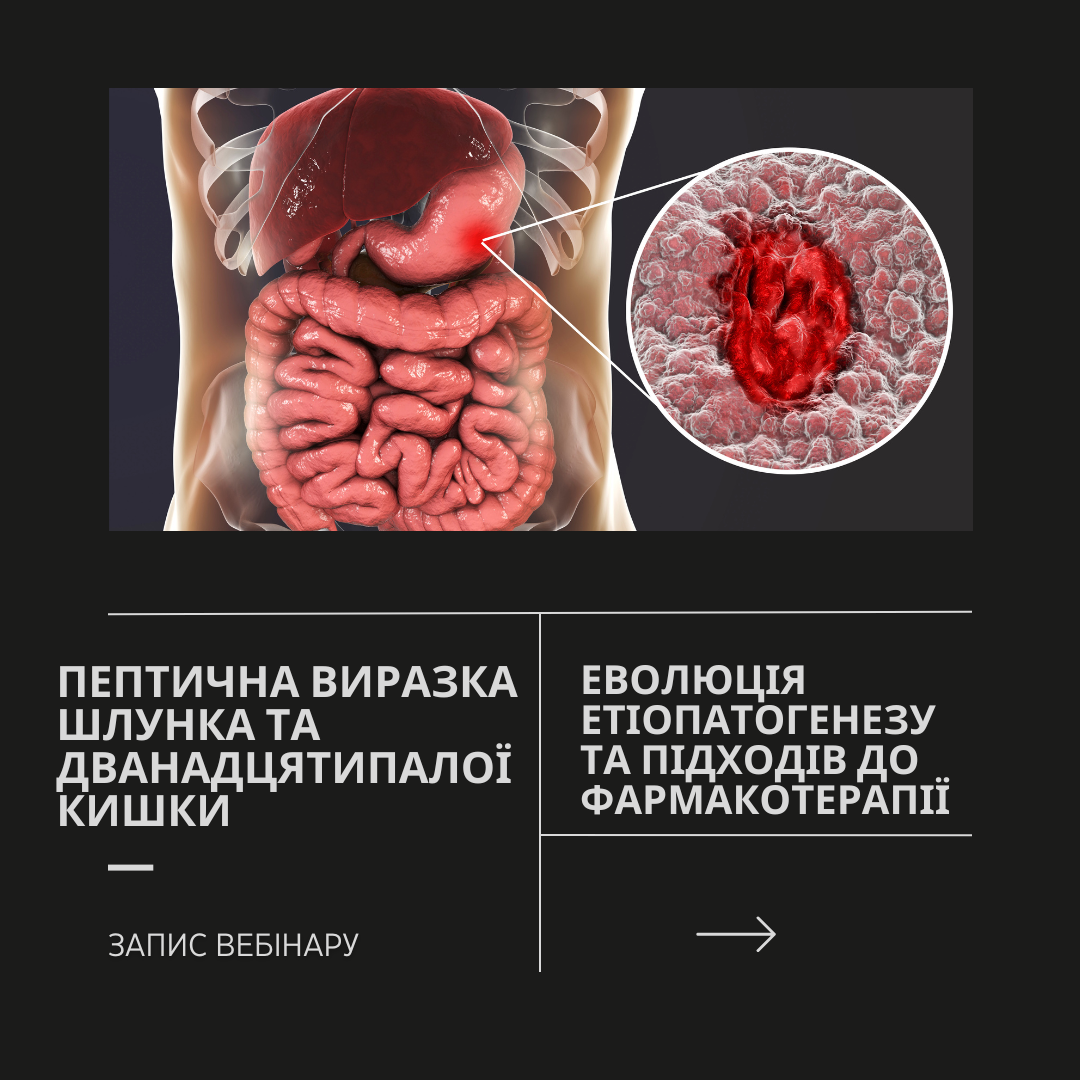 ПЕПТИЧНА ВИРАЗКА
ШЛУНКА ТА
ДВАНАДЦЯТИПАЛОЇ
КИШКИ
ЗАПИС ВЕБІНАРУ
ЕВОЛЮЦІЯ
ЕТІОПАТОГЕНЕЗУ
ТА ПІДХОДІВ ДО
ФАРМАКОТЕРАПІЇ